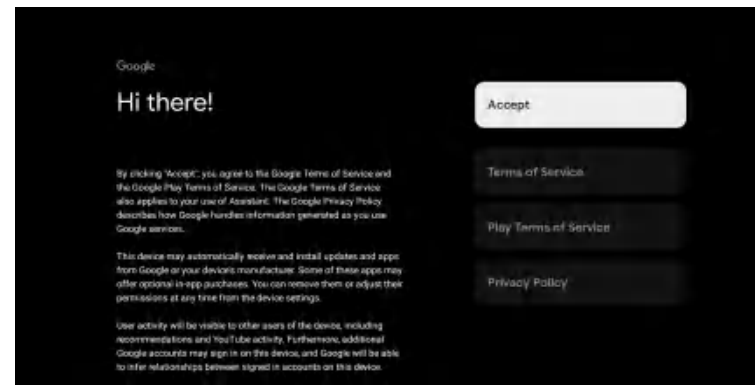 Google
Hi there!
By clicking "Accept", you agree to the Google Terms of Service and
the Google Play Terms of Service. The Google Terms of Service
also applies to your use of Assistant. The Google Privacy Policy
describes how Google handles information generated as you use
Google services.
This device may automatically receive and install updates and apps
from Google or your device's manufacturer. Some of these apps may
offer optional in-app purchases. You can remove them or adjust their
permissions at any time from the device settings.
User activity will be visible to other users of the device, including
recommendations and YouTube activity. Furthermore, additional
Google accounts may sign in on this device, and Google will be able
to infer relationships between signed in accounts on this device.
Accept
Terms of Service
Play Terms of Service
Privacy Policy